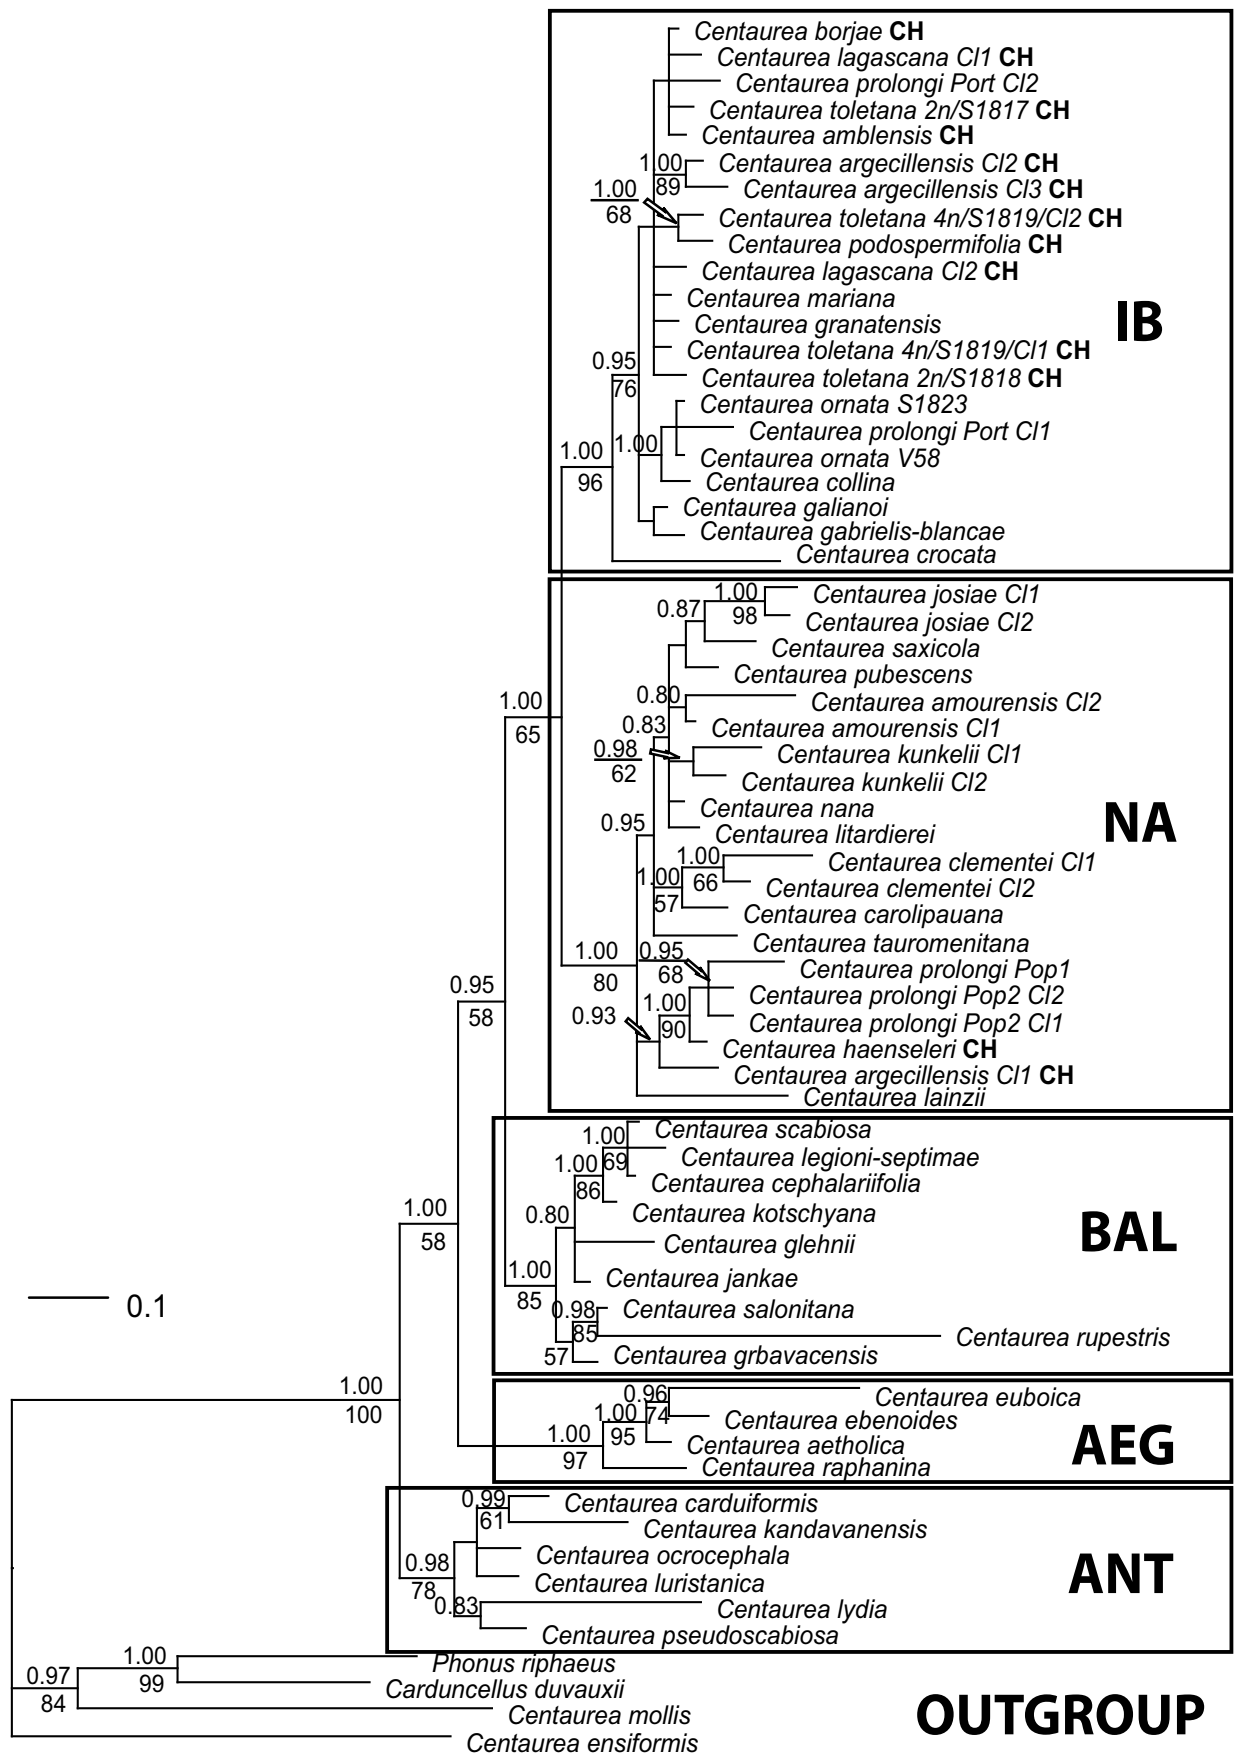 Centaurea borjae CH
Centaurea lagascana Cl1 CH
Centaurea prolongi Port Cl2
Centaurea toletana 2n/S1817 CH
Centaurea amblensis CH
1.00
Centaurea argecillensis Cl2 CH
89
Centaurea argecillensis Cl3 CH
1.00
68
Centaurea toletana 4n/S1819/Cl2 CH
Centaurea podospermifolia CH
Centaurea lagascana Cl2 CH
Centaurea mariana
IB
Centaurea granatensis
Centaurea toletana 4n/S1819/Cl1 CH
0.95
76
Centaurea toletana 2n/S1818 CH
Centaurea ornata S1823
Centaurea prolongi Port Cl1
1.00
1.00
96
Centaurea ornata V58
Centaurea collina
Centaurea galianoi
Centaurea gabrielis-blancae
Centaurea crocata
1.00
98
Centaurea josiae Cl1
0.87
Centaurea josiae Cl2
Centaurea saxicola
Centaurea pubescens
0.80
Centaurea amourensis Cl2
1.00
65
0.83
Centaurea amourensis Cl1
0.98
62
Centaurea kunkelii Cl1
Centaurea kunkelii Cl2
Centaurea nana
NA
0.95
Centaurea litardierei
1.00
66
Centaurea clementei Cl1
1.00
57
Centaurea clementei Cl2
Centaurea carolipauana
Centaurea tauromenitana
1.00
80
0.95
68
Centaurea prolongi Pop1
0.95
58
Centaurea prolongi Pop2 Cl2
1.00
90
0.93
Centaurea prolongi Pop2 Cl1
Centaurea haenseleri CH
Centaurea argecillensis Cl1 CH
Centaurea lainzii
Centaurea scabiosa
1.00
69
Centaurea legioni-septimae
1.00
86
Centaurea cephalariifolia
Centaurea kotschyana
1.00
58
0.80
BAL
Centaurea glehnii
Centaurea jankae
1.00
85
0.1
0.98
85
Centaurea salonitana
Centaurea rupestris
57
Centaurea grbavacensis
1.00
100
0.96
74
Centaurea euboica
1.00
95
Centaurea ebenoides
1.00
97
Centaurea aetholica
AEG
Centaurea raphanina
0.99
61
Centaurea carduiformis
Centaurea kandavanensis
0.98
78
Centaurea ocrocephala
ANT
Centaurea luristanica
0.83
Centaurea lydia
Centaurea pseudoscabiosa
1.00
99
Phonus riphaeus
0.97
84
Carduncellus duvauxii
Centaurea mollis
OUTGROUP
Centaurea ensiformis